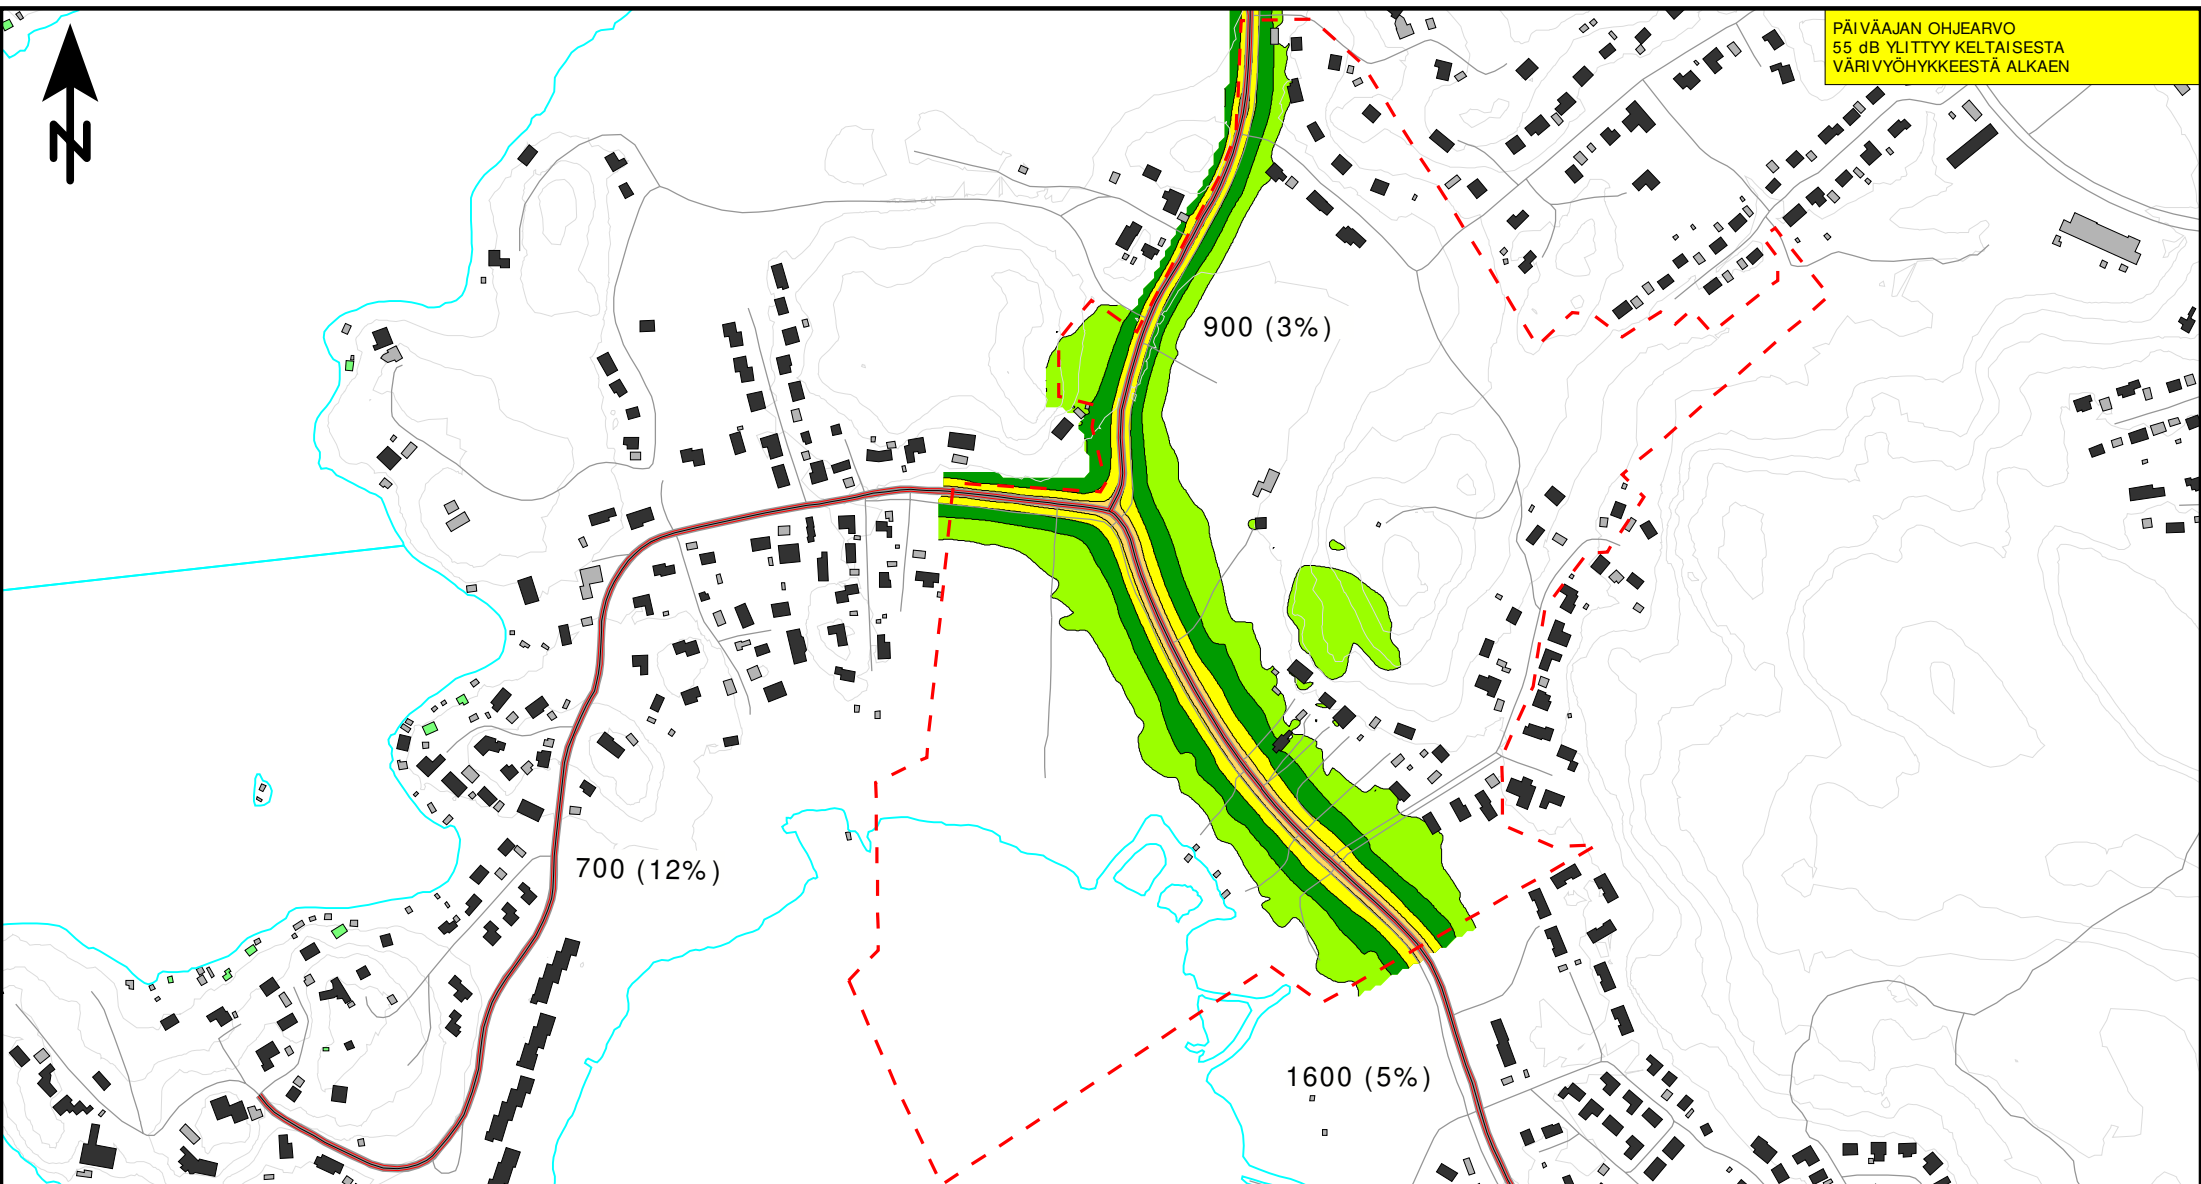 PÄIVÄAJAN OHJEARVO
55 dB YLITTYY KELTAISESTA
VÄRIVYÖHYKKEESTÄ ALKAEN
N
900 (3%)
700 (12%)
1600 (5%)